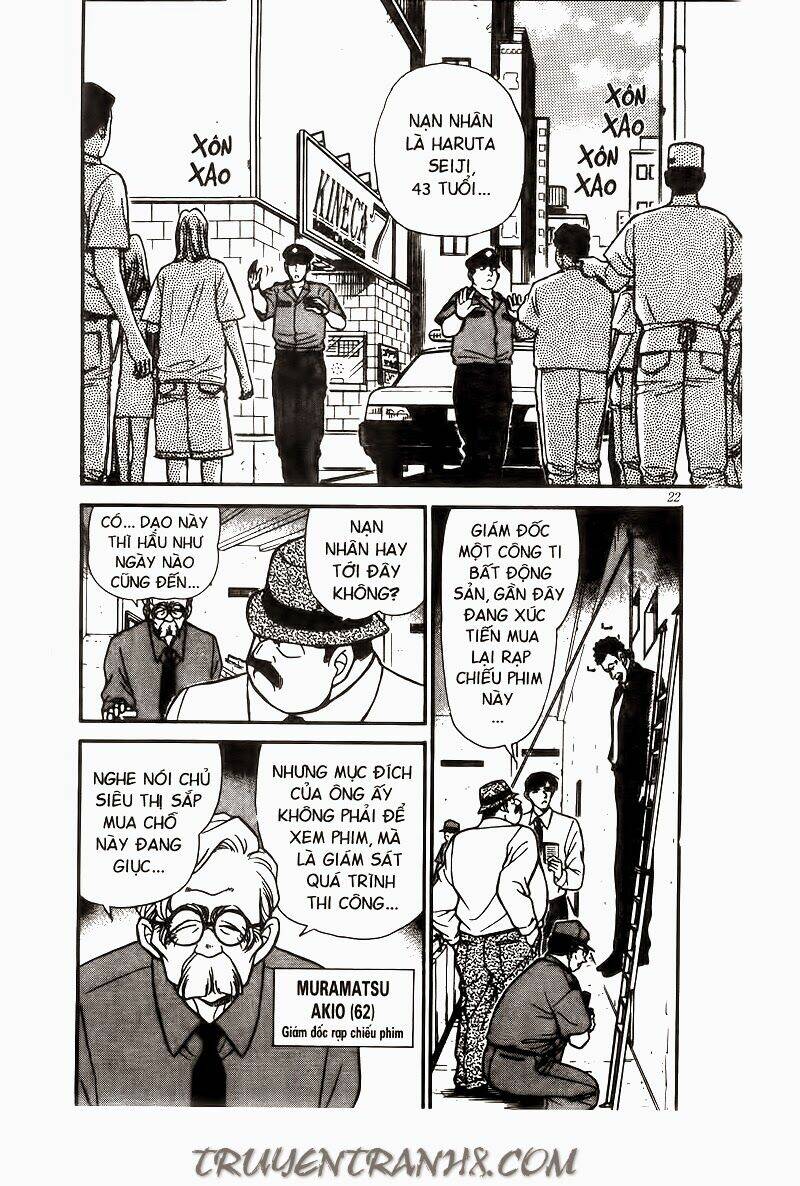 NẠN NHÂN
LÀ HARUTA
SEIJI,
43 TUỔI...
XÔN
XAO
XÔN
XAO
XÔN
XAO
KINECA
7
22
GIÁM ĐỐC
MỘT CÔNG TI
BẤT ĐỘNG
SẢN, GẦN ĐÂY
ĐANG XÚC
TIẾN MUA
LẠI RẠP
CHIẾU PHIM
NÀY
...
NẠN
NHÂN HAY
TỚI ĐÂY
KHÔNG?
CÓ... DẠO NÀY
THÌ HẦU NHƯ
NGÀY NÀO
CŨNG ĐẾN...
NHƯNG MỤC ĐÍCH
CỦA ÔNG ẤY
KHÔNG PHẢI ĐỂ
XEM PHIM, MÀ
LÀ GIÁM SÁT
QUÁ TRÌNH
THI CÔNG...
NGHE NÓI CHỦ
SIÊU THỊ SẮP
MUA CHỖ
NÀY ĐANG
GIỤC...
MURAMATSU
AKIO (62)
Giám đốc rạp chiếu phim
TRUYENTRANH8.COM